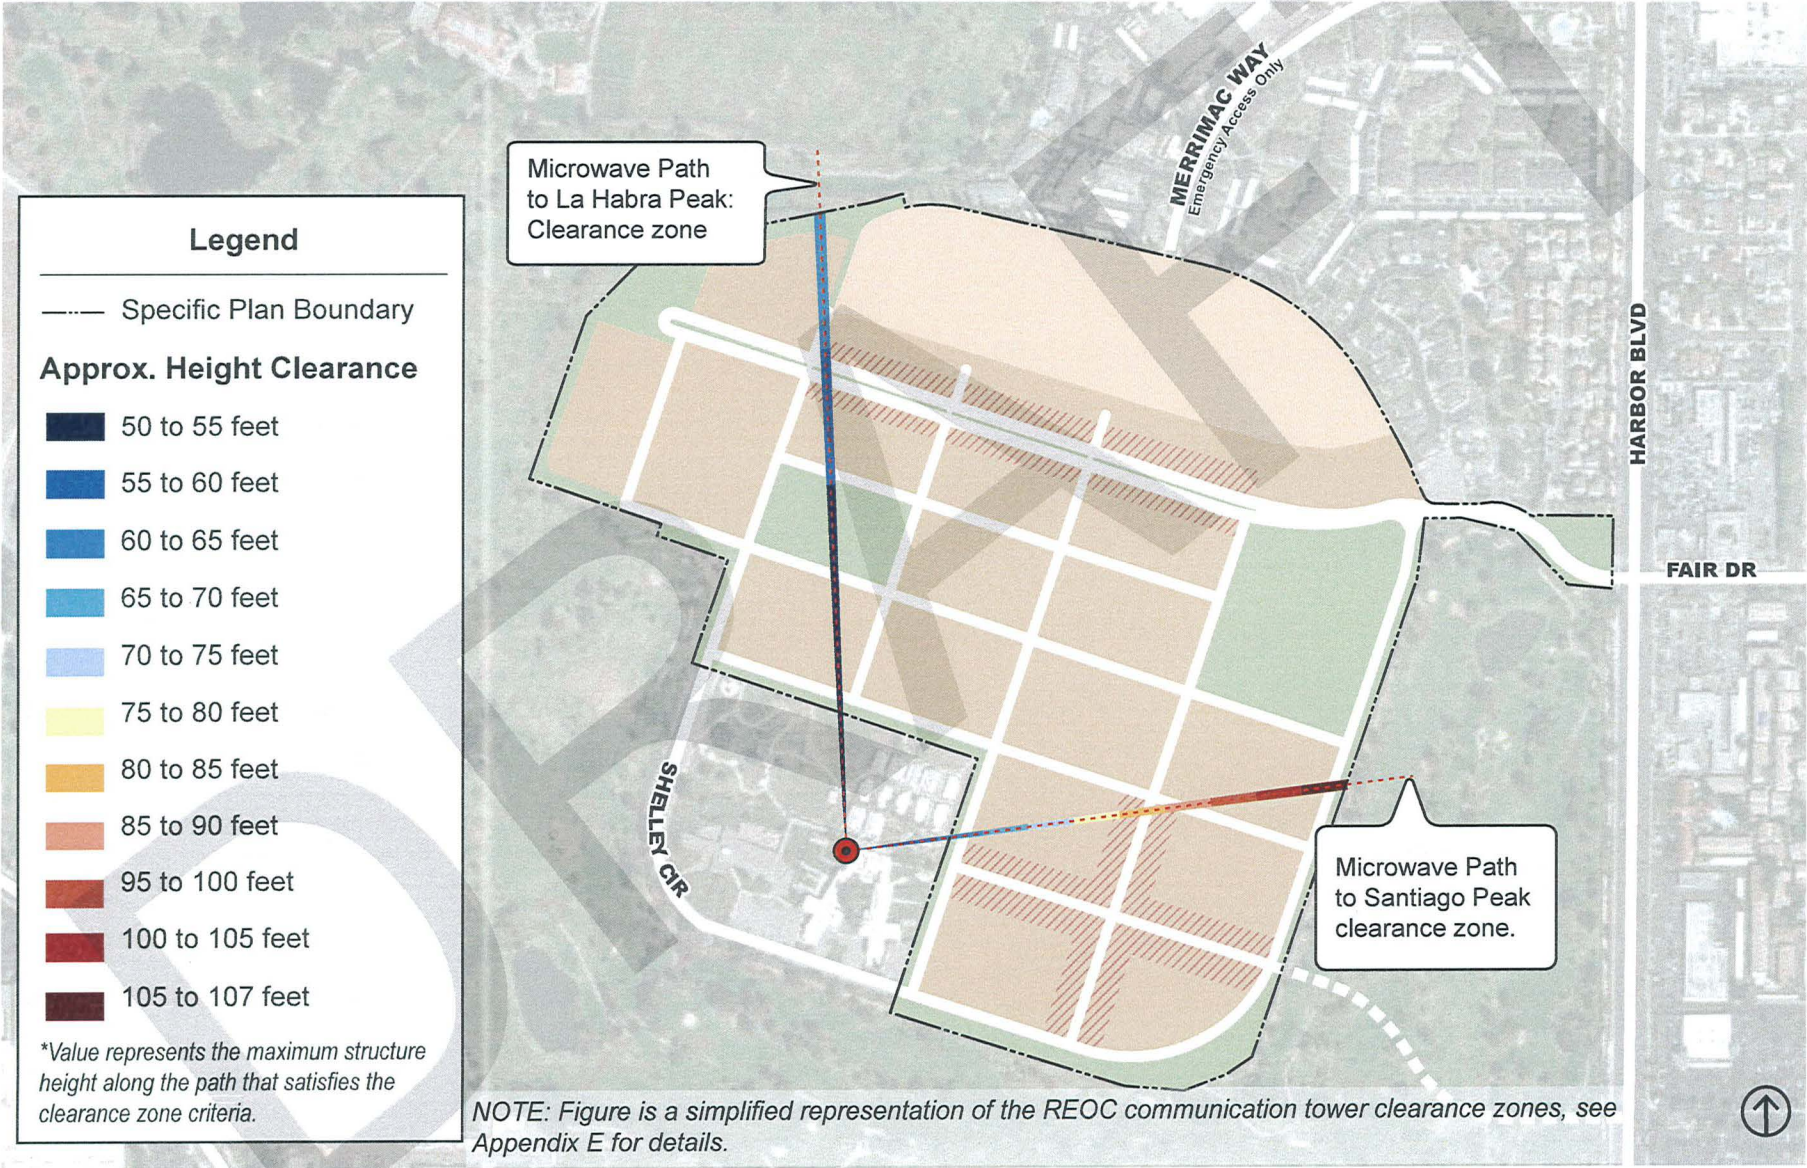 MERRIMAC WAY
Emergency Access Only
Microwave Path
to La Habra Peak:
Clearance zone
Legend
Specific Plan Boundary
Approx. Height Clearance
50 to 55 feet
55 to 60 feet
60 to 65 feet
65 to 70 feet
70 to 75 feet
75 to 80 feet
80 to 85 feet
85 to 90 feet
95 to 100 feet
100 to 105 feet
105 to 107 feet
*Value represents the maximum structure
height along the path that satisfies the
clearance zone criteria.
HARBOR BLVD
FAIR DR
SHELLEY CIR
Microwave Path
to Santiago Peak
clearance zone.
NOTE: Figure is a simplified representation of the REOC communication tower clearance zones, see
Appendix E for details.
DRAFT